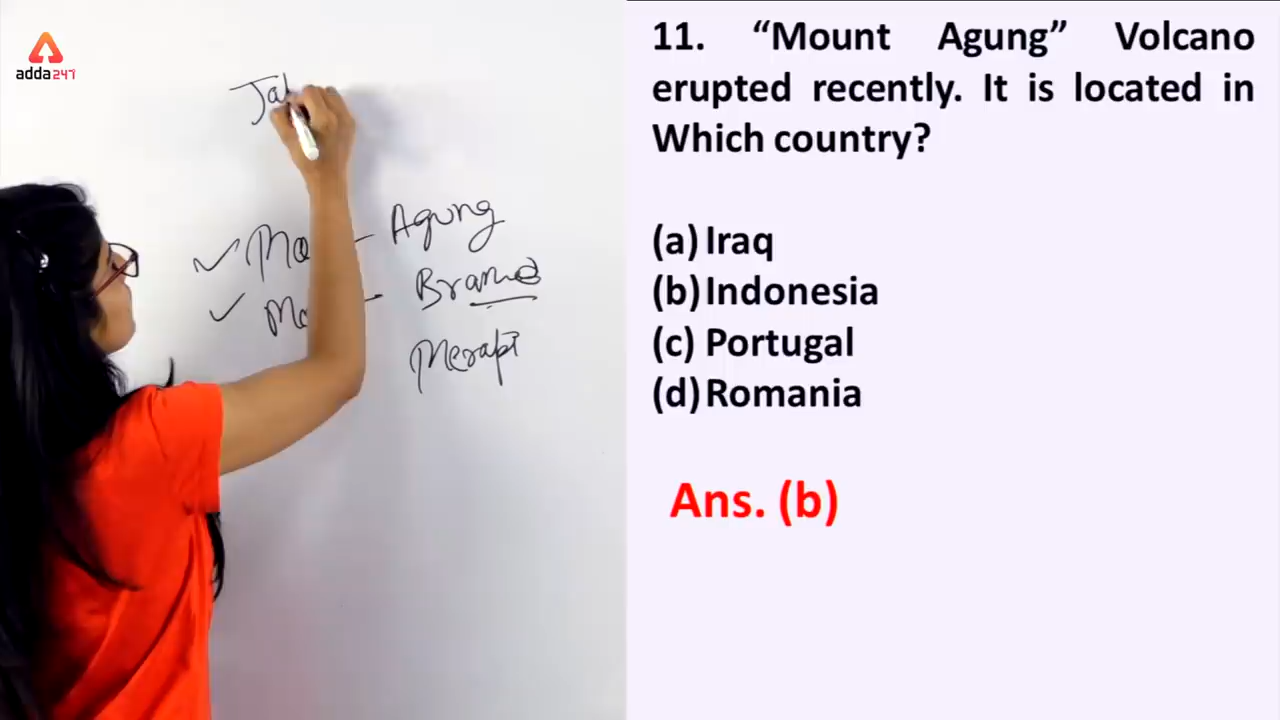 adda247
Agung
Merapi
11. “Mount Agung” Volcano
erupted recently. It is located in
Which country?
(a) Iraq
(b) Indonesia
(c) Portugal
(d) Romania
Ans. (b)